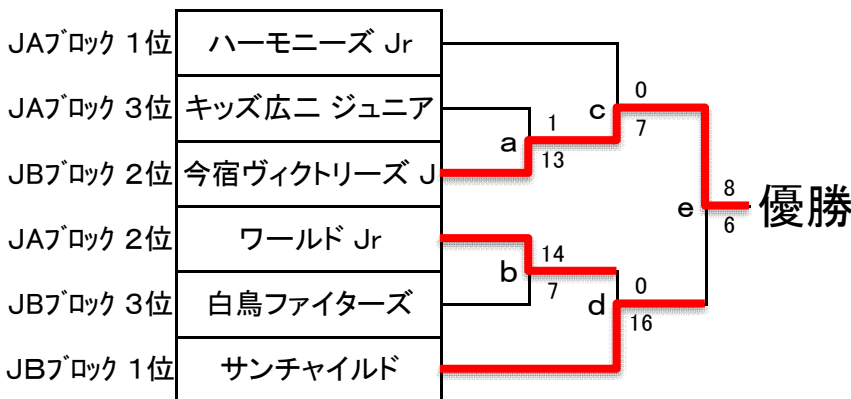 JAﾌﾞﾛｯｸ 1位 ハーモニーズ Jr
JAﾌﾞﾛｯｸ 3位 キッズ広ニ ジュニア
JBﾌﾞﾛｯｸ 2位 今宿ヴィクトリーズ J
JAﾌﾞﾛｯｸ 2位 ワールド Jr
JBﾌﾞﾛｯｸ 3位 白鳥ファイターズ
JBﾌﾞﾛｯｸ 1位 サンチャイルド
a
1
13
b
14
7
c
0
7
d
0
16
e
8
6
優勝